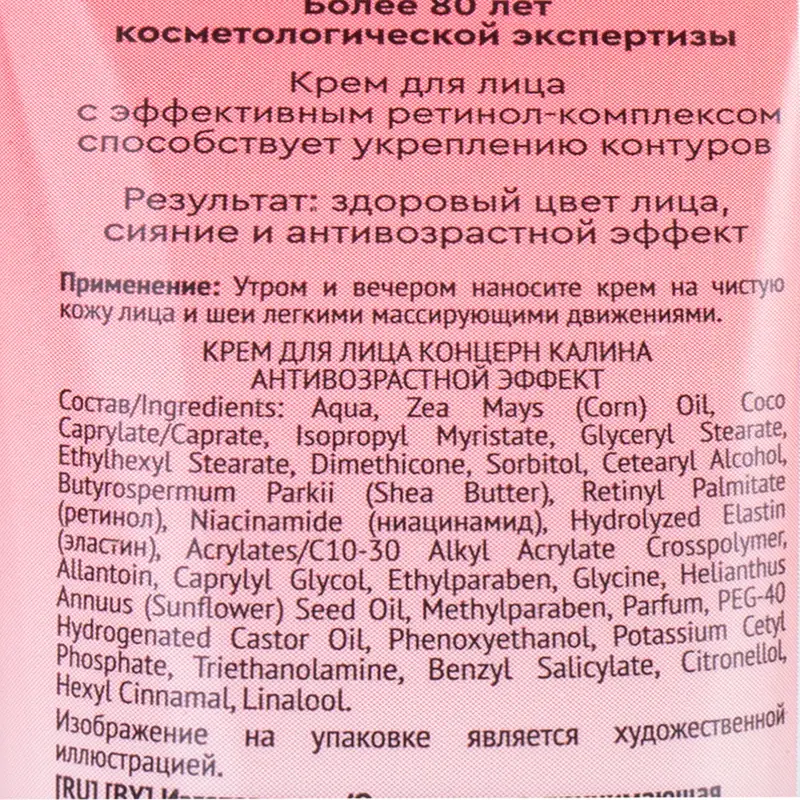 Более 80 лет
косметологической экспертизы
Крем для лица
с эффективным ретинол-комплексом
способствует укреплению контуров
Результат: здоровый цвет лица,
сияние и антивозрастной эффект
Применение: Утром и вечером наносите крем на чистую
кожу лица и шеи легкими массирующими движениями.
КРЕМ ДЛЯ ЛИЦА КОНЦЕРН КАЛИНА
АНТИВОЗРАСТНОЙ ЭФФЕКТ
Состав/Ingredients: Aqua, Zea Mays (Corn) Oil, Coco
Caprylate/Caprate, Isopropyl Myristate, Glyceryl Stearate,
Ethylhexyl Stearate, Dimethicone, Sorbitol, Cetearyl Alcohol,
Butyrospermum Parkii (Shea Butter), Retinyl Palmitate
(ретинол), Niacinamide (ниацинамид), Hydrolyzed Elastin
(эластин), Acrylates/C10-30 Alkyl Acrylate Crosspolymer,
Allantoin, Caprylyl Glycol, Ethylparaben, Glycine, Helianthus
Annuus (Sunflower) Seed Oil, Methylparaben, Parfum, PEG-40
Hydrogenated Castor Oil, Phenoxyethanol, Potassium Cetyl
Phosphate, Triethanolamine, Benzyl Salicylate, Citronellol,
Hexyl Cinnamal, Linalool.
Изображение на упаковке является художественной
иллюстрацией.
[RU] [BY]